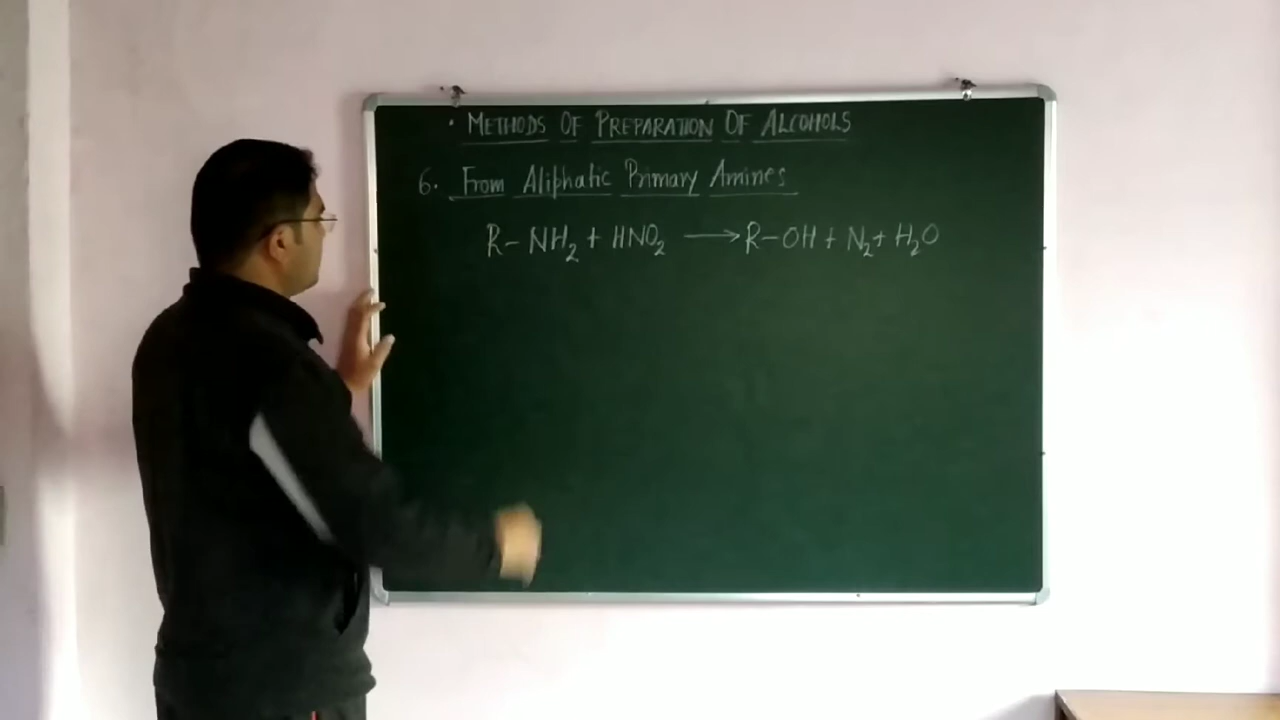 • METHODS OF PREPARATION OF ALCOHOLS
6. From Aliphatic Primary Amines
R- NH₂ + HNO₂ ⟶ R-OH + N₂ + H₂O